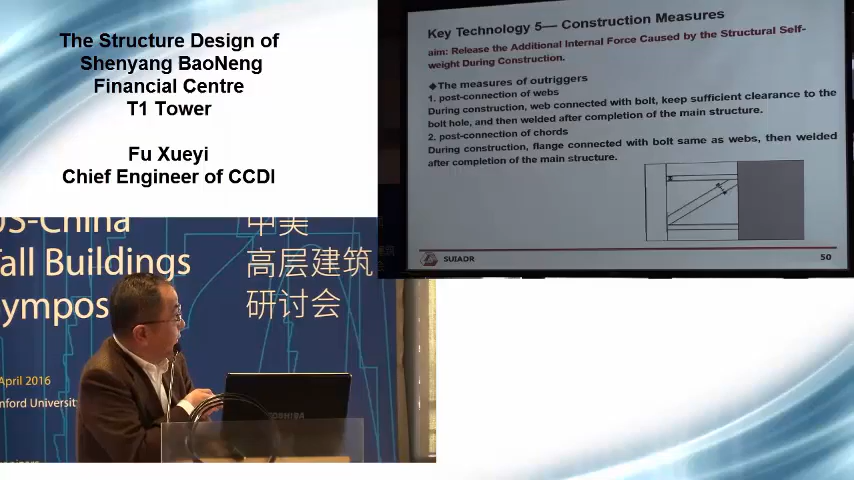 The Structure Design of
Shenyang BaoNeng
Financial Centre
T1 Tower
Fu Xueyi
Chief Engineer of CCDI
Key Technology 5— Construction Measures
aim: Release the Additional Internal Force Caused by the Structural Self-
weight During Construction.
◆The measures of outriggers
1. post-connection of webs
During construction, web connected with bolt, keep sufficient clearance to the
bolt hole, and then welded after completion of the main structure.
2. post-connection of chords
During construction, flange connected with bolt same as webs, then welded
after completion of the main structure.
SUIADR
50
US-China
Tall Buildings
Sympos
中美
高层建筑
研讨会
April 2016
nford University
TOSHIBA